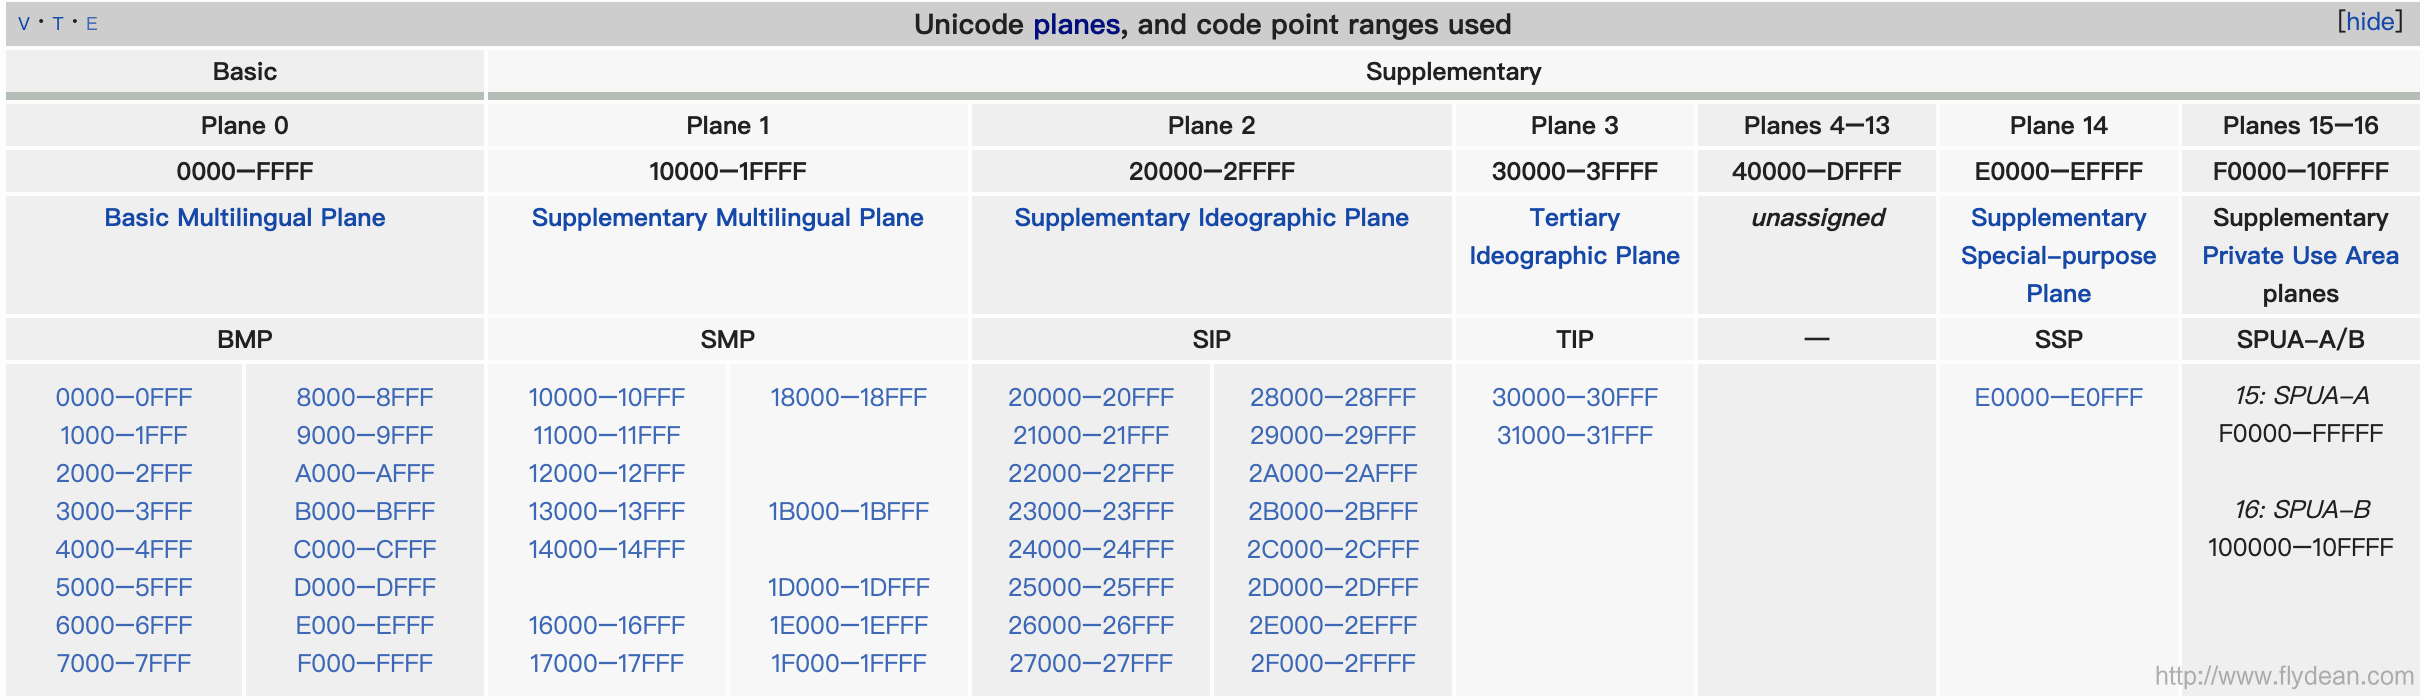 V · T · E Unicode planes, and code point ranges used [hide]
Basic Supplementary
Plane 0 Plane 1 Plane 2 Plane 3 Planes 4–13 Plane 14 Planes 15–16
0000–FFFF 10000–1FFFF 20000–2FFFF 30000–3FFFF 40000–DFFFF E0000–EFFFF F0000–10FFFF
Basic Multilingual Plane Supplementary Multilingual Plane Supplementary Ideographic Plane Tertiary unassigned Supplementary Supplementary
Ideographic Plane Special-purpose Private Use Area
Plane planes
BMP SMP SIP TIP — SSP SPUA-A/B
0000–0FFF 8000–8FFF 10000–10FFF 18000–18FFF 20000–20FFF 28000–28FFF 30000–30FFF E0000–E0FFF 15: SPUA-A
1000–1FFF 9000–9FFF 11000–11FFF 21000–21FFF 29000–29FFF 31000–31FFF F0000–FFFFF
2000–2FFF A000–AFFF 12000–12FFF 22000–22FFF 2A000–2AFFF
3000–3FFF B000–BFFF 13000–13FFF 1B000–1BFFF 23000–23FFF 2B000–2BFFF 16: SPUA-B
4000–4FFF C000–CFFF 14000–14FFF 24000–24FFF 2C000–2CFFF 100000–10FFFF
5000–5FFF D000–DFFF 1D000–1DFFF 25000–25FFF 2D000–2DFFF
6000–6FFF E000–EFFF 16000–16FFF 1E000–1EFFF 26000–26FFF 2E000–2EFFF
7000–7FFF F000–FFFF 17000–17FFF 1F000–1FFFF 27000–27FFF 2F000–2FFFF
http://www.flydean.com